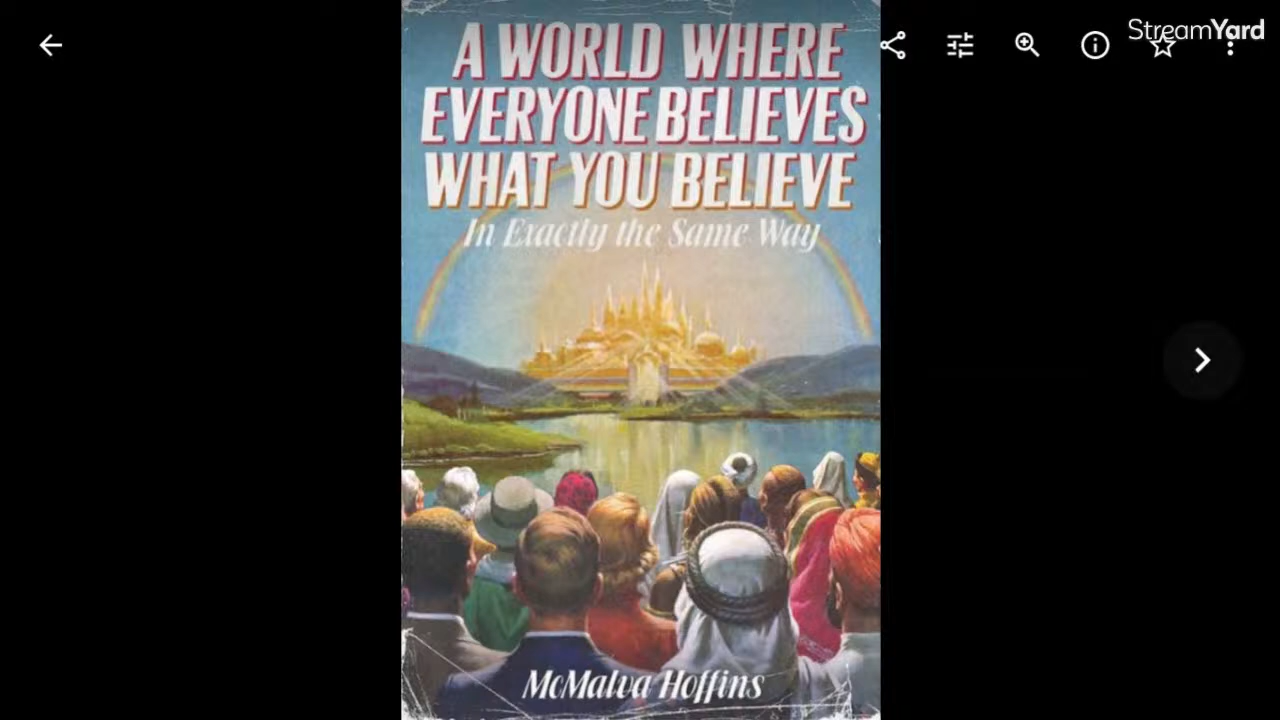 StreamYard
A WORLD WHERE
EVERYONE BELIEVES
WHAT YOU BELIEVE
In Exactly the Same Way
McMalva Hoffins